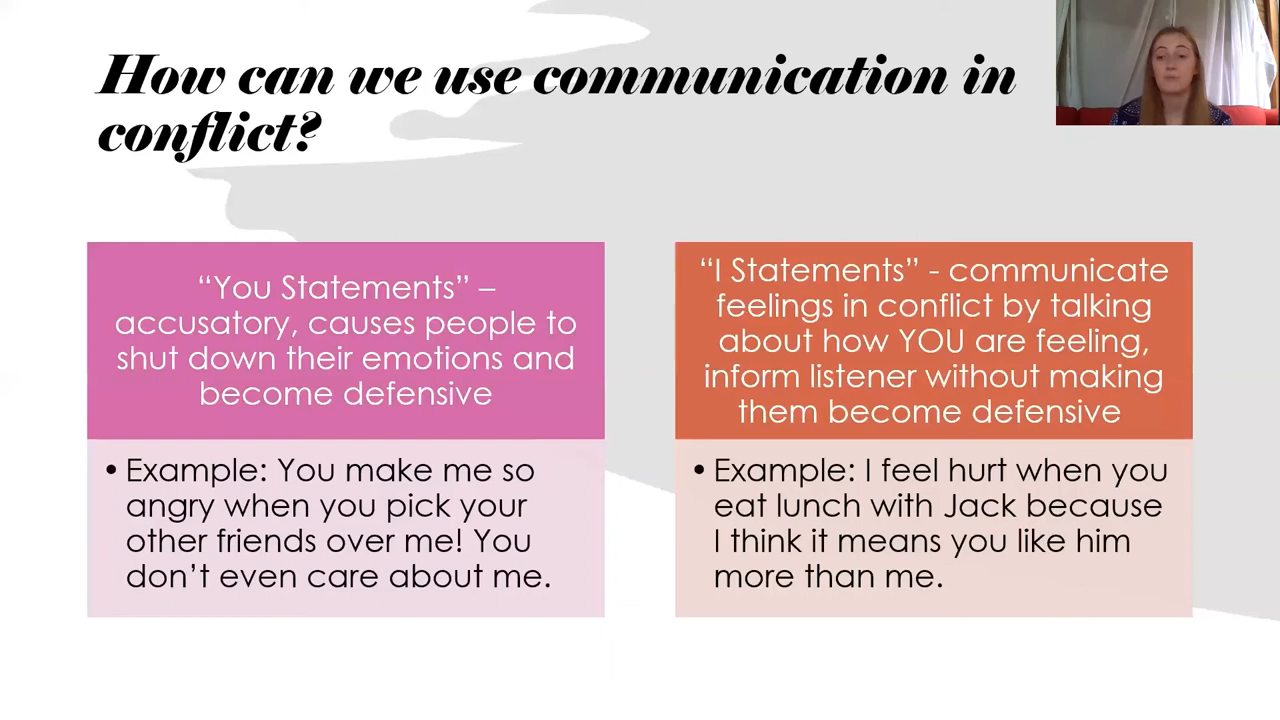 How can we use communication in
conflict?
“You Statements” –
accusatory, causes people to
shut down their emotions and
become defensive
• Example: You make me so
angry when you pick your
other friends over me! You
don’t even care about me.
“I Statements” - communicate
feelings in conflict by talking
about how YOU are feeling,
inform listener without making
them become defensive
• Example: I feel hurt when you
eat lunch with Jack because
I think it means you like him
more than me.